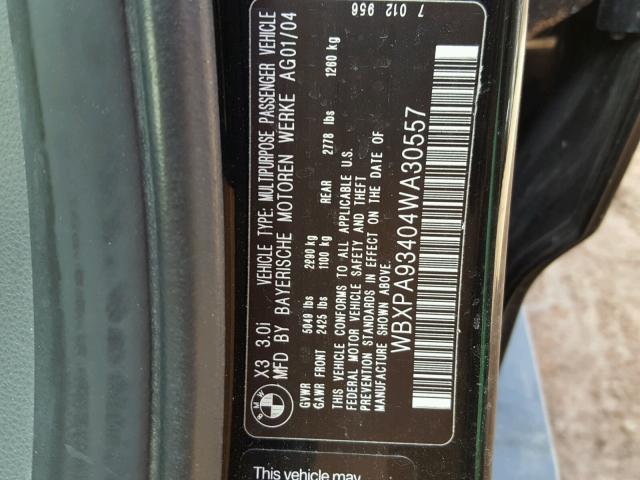 X3 3.0i VEHICLE TYPE: MULTIPURPOSE PASSENGER VEHICLE
MFD BY BAYERISCHE MOTOREN WERKE AG 01/04
GVWR 5049 lbs 2290 kg
GAWR FRONT 2425 lbs 1100 kg REAR 2778 lbs 1260 kg
THIS VEHICLE CONFORMS TO ALL APPLICABLE U.S.
FEDERAL MOTOR VEHICLE SAFETY AND THEFT
PREVENTION STANDARDS IN EFFECT ON THE DATE OF
MANUFACTURE SHOWN ABOVE.
WBXPA93404WA30557
7 012 956
BMW
This vehicle may